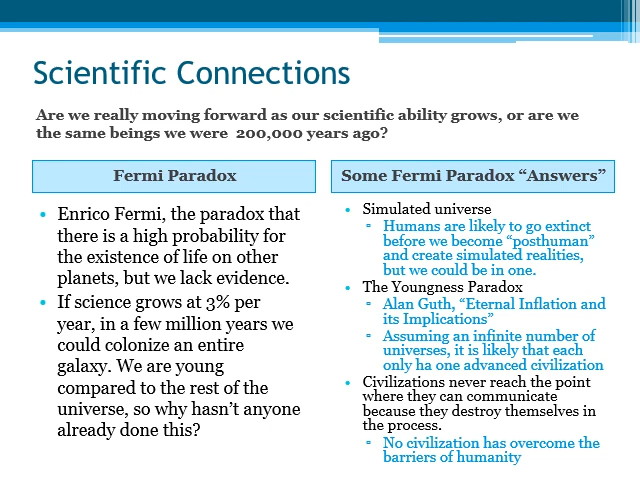 Scientific Connections
Are we really moving forward as our scientific ability grows, or are we
the same beings we were  200,000 years ago?
Fermi Paradox
• Enrico Fermi, the paradox that
there is a high probability for
the existence of life on other
planets, but we lack evidence.
• If science grows at 3% per
year, in a few million years we
could colonize an entire
galaxy. We are young
compared to the rest of the
universe, so why hasn't anyone
already done this?
Some Fermi Paradox “Answers”
• Simulated universe
▫ Humans are likely to go extinct
before we become “posthuman”
and create simulated realities,
but we could be in one.
• The Youngness Paradox
▫ Alan Guth, “Eternal Inflation and
its Implications”
▫ Assuming an infinite number of
universes, it is likely that each
only ha one advanced civilization
• Civilizations never reach the point
where they can communicate
because they destroy themselves in
the process.
▫ No civilization has overcome the
barriers of humanity